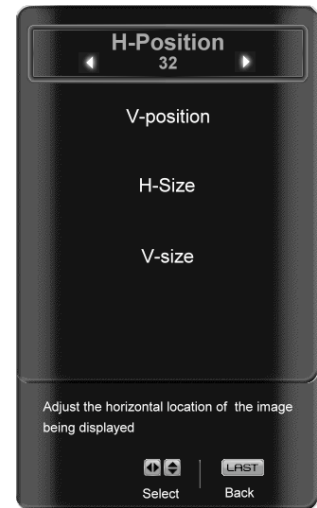 H-Position
32
V-position
H-Size
V-size
Adjust the horizontal location of the image
being displayed
LAST
Select
Back